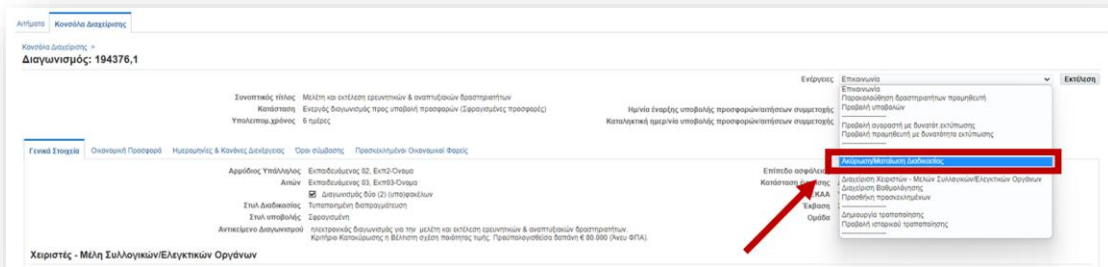 Αιτήματα Κονσόλα Διαχείρισης
Κονσόλα Διαχείρισης >
Διαγωνισμός: 194376,1
Ενέργειες Επικοινωνία Εκτέλεση
Συνοπτικός τίτλος Μελέτη και εκτέλεση ερευνητικών & αναπτυξιακών δραστηριοτήτων
Κατάσταση Ενεργός διαγωνισμός προς υποβολή προσφορών (Σφραγισμένες προσφορές)
Υπολειπομ.χρόνος 6 ημέρες
Ημ/νία έναρξης υποβολής προσφορών/αιτήσεων συμμετοχής
Καταληκτική ημερ/νία υποβολής προσφορών/αιτήσεων συμμετοχής
Επικοινωνία
Παρακολούθηση δραστηριοτήτων προμηθευτή
Προβολή υποβολών
--------------------
Προβολή αγοραστή με δυνατότ.εκτύπωσης
Προβολή προμηθευτή με δυνατότητα εκτύπωσης
--------------------
Ακύρωση/Ματαίωση Διαδικασίας
Διαχείριση Χειριστών - Μελών Συλλογικών/Ελεγκτικών Οργάνων
Διαχείριση Βαθμολόγησης
Προσθήκη προσκεκλημένων
--------------------
Δημιουργία τροποποίησης
Προβολή ιστορικού τροποποίησης
--------------------
Γενικά Στοιχεία Οικονομική Προσφορά Ημερομηνίες & Κανόνες Διενέργειας Όροι σύμβασης Προσκεκλημένοι Οικονομικοί Φορείς
Αρμόδιος Υπάλληλος Εκπαιδευόμενος 02, Εκπ2-Όνομα
Αιτών Εκπαιδευόμενος 03, Εκπ03-Όνομα
Διαγωνισμός δύο (2) (υπο)φακέλων
Στυλ Διαδικασίας Τυποποιημένη διαπραγμάτευση
Στυλ υποβολής Σφραγισμένη
Αντικείμενο Διαγωνισμού ηλεκτρονικός διαγωνισμός για την μελέτη και εκτέλεση ερευνητικών & αναπτυξιακών δραστηριοτήτων.
Κριτήριο Κατακύρωσης η Βέλτιστη σχέση ποιότητας τιμής. Προϋπολογισθείσα δαπάνη € 80.000 (Άνευ ΦΠΑ).
Επίπεδο ασφάλειας
Κατάσταση έγκρισης
ΕΚΑΑ
Έκβαση
Ομάδα
Χειριστές - Μέλη Συλλογικών/Ελεγκτικών Οργάνων